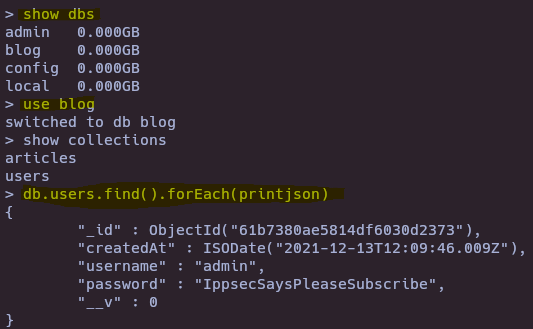 > show dbs
admin   0.000GB
blog    0.000GB
config  0.000GB
local   0.000GB
> use blog
switched to db blog
> show collections
articles
users
> db.users.find().forEach(printjson)
{
        "_id" : ObjectId("61b7380ae5814df6030d2373"),
        "createdAt" : ISODate("2021-12-13T12:09:46.009Z"),
        "username" : "admin",
        "password" : "IppsecSaysPleaseSubscribe",
        "__v" : 0
}